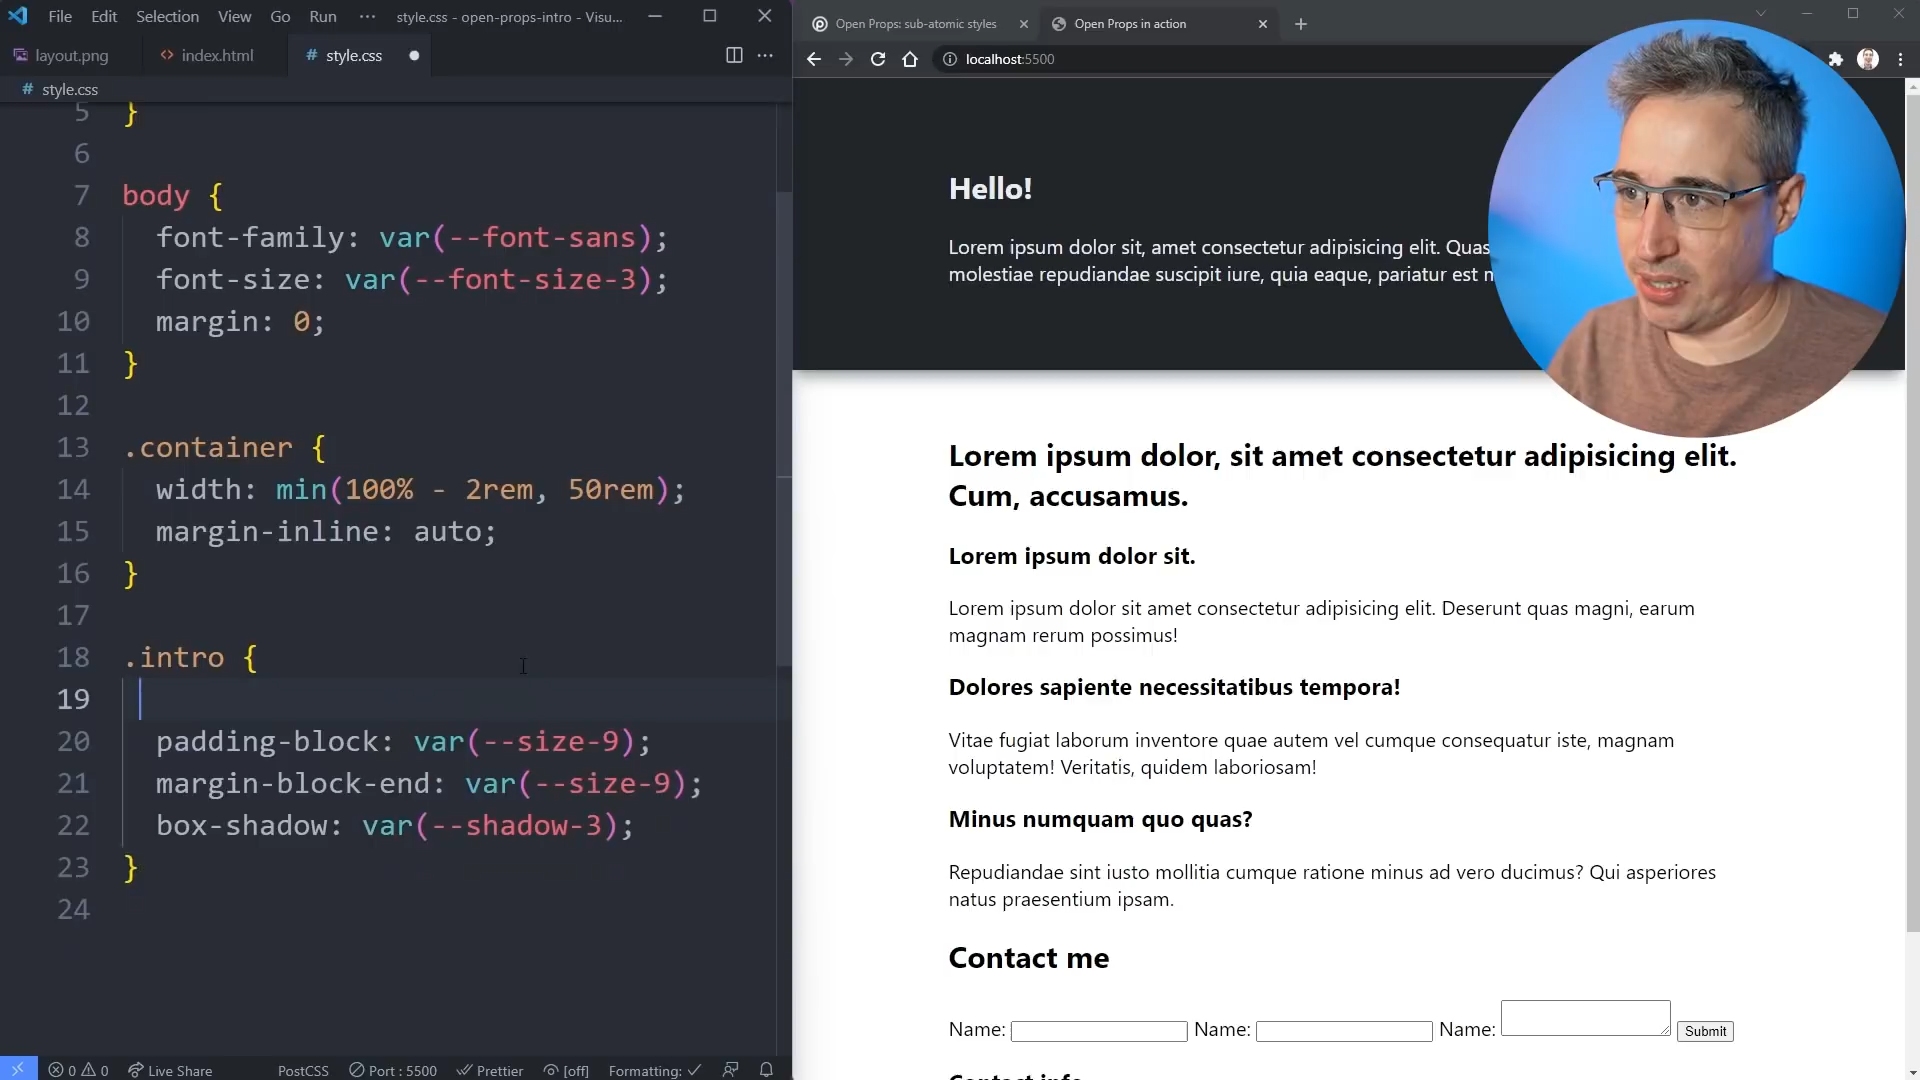 File Edit Selection View Go Run ··· style.css - open-props-intro - Visu...
layout.png <> index.html # style.css
# style.css
5 }
6
7 body {
8 font-family: var(--font-sans);
9 font-size: var(--font-size-3);
10 margin: 0;
11 }
12
13 .container {
14 width: min(100% - 2rem, 50rem);
15 margin-inline: auto;
16 }
17
18 .intro {
19
20 padding-block: var(--size-9);
21 margin-block-end: var(--size-9);
22 box-shadow: var(--shadow-3);
23 }
24
0 0 Live Share PostCSS Port : 5500 Prettier [off] Formatting: ✓
Open Props: sub-atomic styles Open Props in action
localhost:5500
Hello!
Lorem ipsum dolor sit, amet consectetur adipisicing elit. Quas
molestiae repudiandae suscipit iure, quia eaque, pariatur est
Lorem ipsum dolor, sit amet consectetur adipisicing elit.
Cum, accusamus.
Lorem ipsum dolor sit.
Lorem ipsum dolor sit amet consectetur adipisicing elit. Deserunt quas magni, earum
magnam rerum possimus!
Dolores sapiente necessitatibus tempora!
Vitae fugiat laborum inventore quae autem vel cumque consequatur iste, magnam
voluptatem! Veritatis, quidem laboriosam!
Minus numquam quo quas?
Repudiandae sint iusto mollitia cumque ratione minus ad vero ducimus? Qui asperiores
natus praesentium ipsam.
Contact me
Name: Name: Name: Submit
Contact info